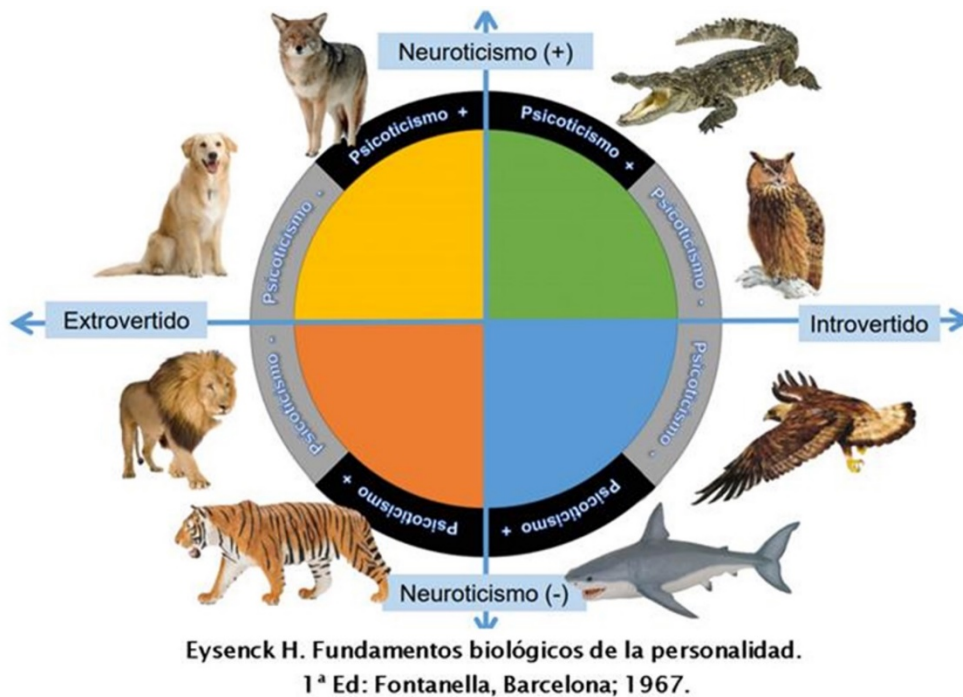 Neuroticismo (+)
Psicoticismo +
Psicoticismo +
Psicoticismo -
Psicoticismo -
Extrovertido
Introvertido
Psicoticismo -
Psicoticismo -
Psicoticismo +
Psicoticismo +
Neuroticismo (-)
Eysenck H. Fundamentos biológicos de la personalidad.
1ª Ed: Fontanella, Barcelona; 1967.